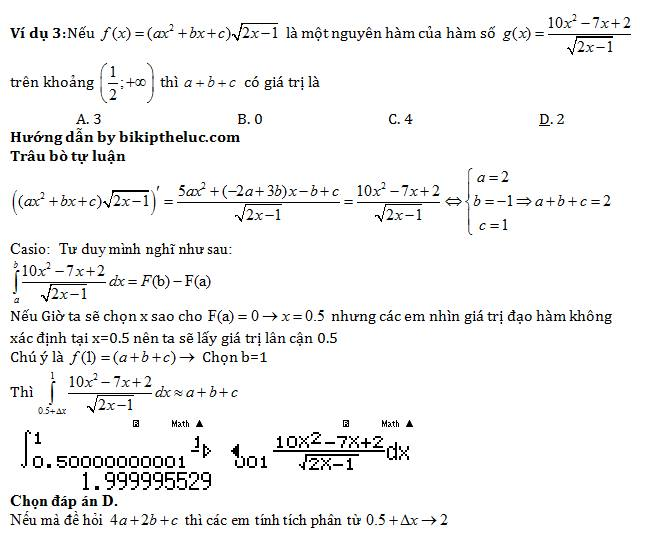 Ví dụ 3:Nếu f(x) = (ax² + bx + c)√(2x−1) là một nguyên hàm của hàm số g(x) = (10x² − 7x + 2)/√(2x−1)
trên khoảng (1/2; +∞) thì a + b + c có giá trị là
A. 3 B. 0 C. 4 D. 2
Hướng dẫn by bikiptheluc.com
Trâu bò tự luận
((ax² + bx + c)√(2x−1))′ = (5ax² + (−2a + 3b)x − b + c)/√(2x−1) = (10x² − 7x + 2)/√(2x−1) ⇔ { a = 2; b = −1; c = 1 ⇒ a + b + c = 2
Casio: Tư duy mình nghĩ như sau:
∫_a^b (10x² − 7x + 2)/√(2x−1) dx = F(b) − F(a)
Nếu Giờ ta sẽ chọn x sao cho F(a) = 0 → x = 0.5 nhưng các em nhìn giá trị đạo hàm không
xác định tại x=0.5 nên ta sẽ lấy giá trị lân cận 0.5
Chú ý là f(1) = (a + b + c) → Chọn b=1
Thì ∫_{0.5+Δx}^1 (10x² − 7x + 2)/√(2x−1) dx ≈ a + b + c
Math ▲ Math ▲
∫ 1 0.50000000001 1 ▷ ◀ 001 (10X²−7X+2)/√(2X−1) dx
1.999995529
Chọn đáp án D.
Nếu mà đề hỏi 4a + 2b + c thì các em tính tích phân từ 0.5 + Δx → 2